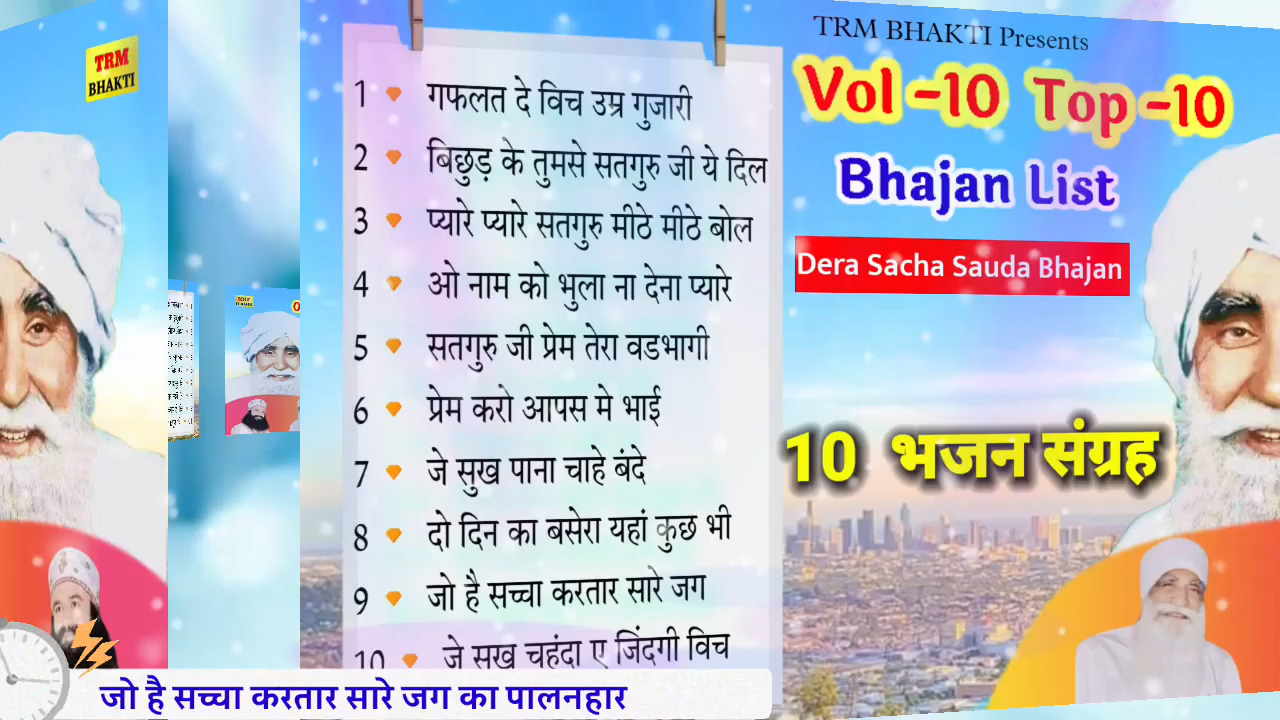 TRM
BHAKTI
1 गफलत दे विच उम्र गुजारी
2 बिछुड़ के तुमसे सतगुरु जी ये दिल
3 प्यारे प्यारे सतगुरु मीठे मीठे बोल
4 ओ नाम को भुला ना देना प्यारे
5 सतगुरु जी प्रेम तेरा वडभागी
6 प्रेम करो आपस मे भाई
7 जे सुख पाना चाहे बंदे
8 दो दिन का बसेरा यहां कुछ भी
9 जो है सच्चा करतार सारे जग
10 जे सुख चहंदा ए जिंदगी विच
TRM BHAKTI Presents
Vol -10 Top -10
Bhajan List
Dera Sacha Sauda Bhajan
10 भजन संग्रह
जो है सच्चा करतार सारे जग का पालनहार